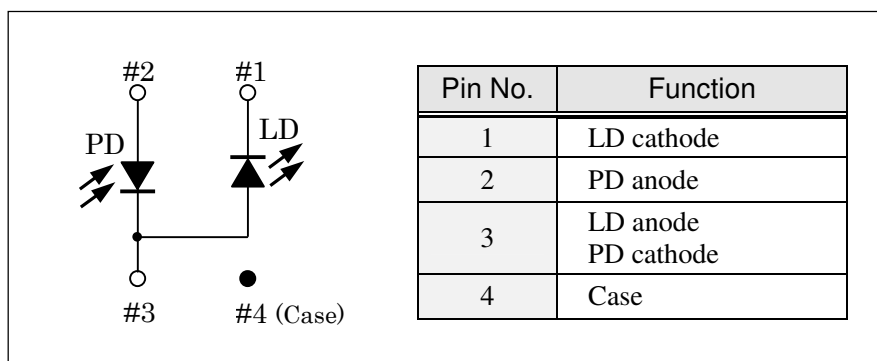 #2 #1
PD LD
#3 #4 (Case)
Pin No. Function
1 LD cathode
2 PD anode
3 LD anode
PD cathode
4 Case